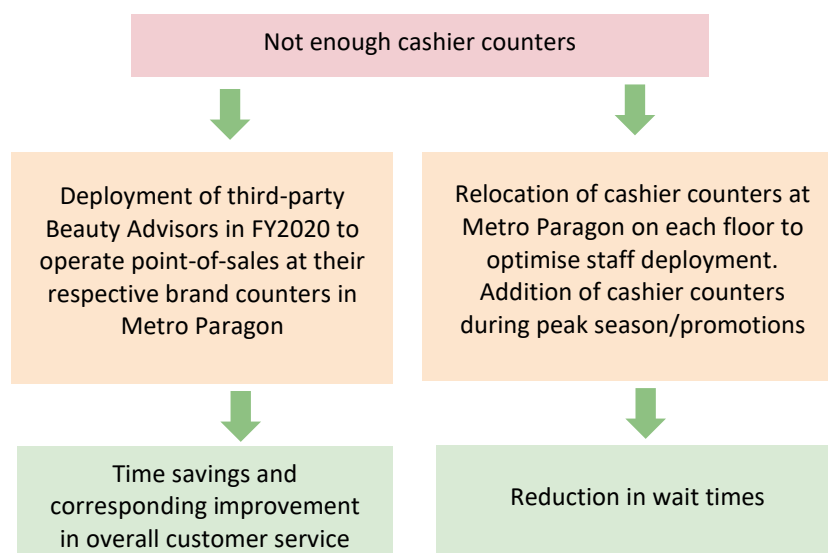 Not enough cashier counters
Deployment of third-party
Beauty Advisors in FY2020 to
operate point-of-sales at their
respective brand counters in
Metro Paragon
Relocation of cashier counters at
Metro Paragon on each floor to
optimise staff deployment.
Addition of cashier counters
during peak season/promotions
Time savings and
corresponding improvement
in overall customer service
Reduction in wait times